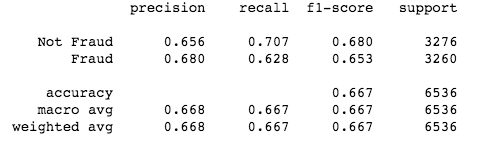 precision recall f1-score support
Not Fraud 0.656 0.707 0.680 3276
Fraud 0.680 0.628 0.653 3260
accuracy 0.667 6536
macro avg 0.668 0.667 0.667 6536
weighted avg 0.668 0.667 0.667 6536